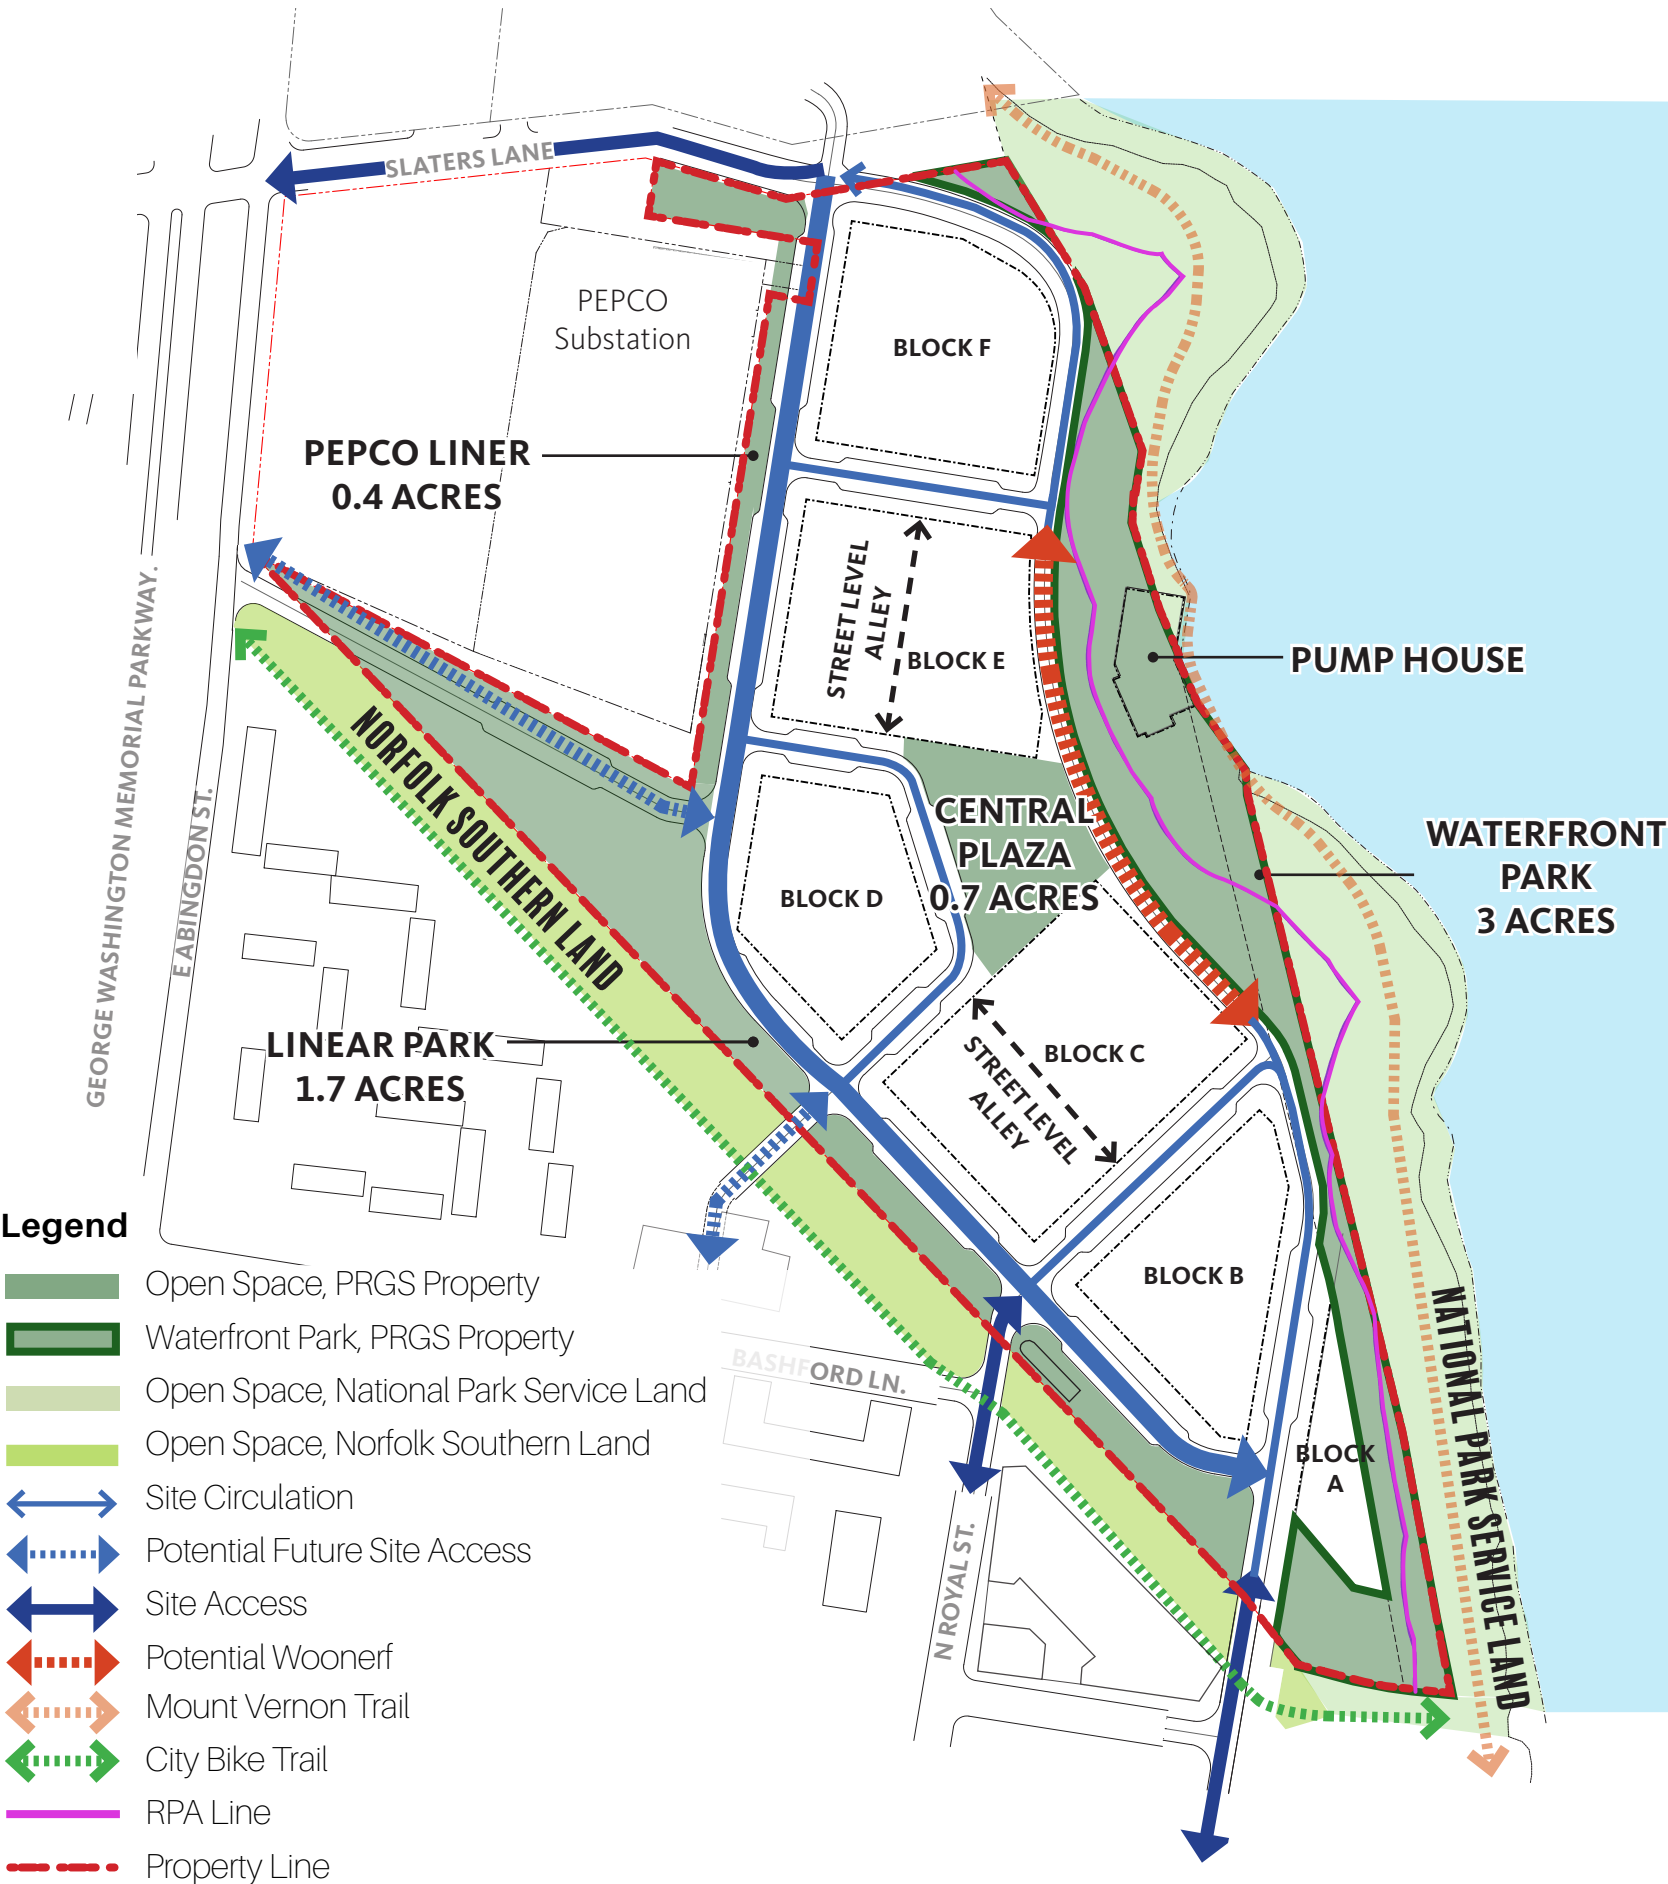 SLATERS LANE
PEPCO
Substation
BLOCK F
PEPCO LINER
0.4 ACRES
STREET LEVEL
ALLEY
BLOCK E
PUMP HOUSE
GEORGE WASHINGTON MEMORIAL PARKWAY.
E ABINGDON ST.
NORFOLK SOUTHERN LAND
CENTRAL
PLAZA
0.7 ACRES
WATERFRONT
PARK
3 ACRES
BLOCK D
LINEAR PARK
1.7 ACRES
BLOCK C
STREET LEVEL
ALLEY
BLOCK B
BASHFORD LN.
BLOCK
A
N ROYAL ST.
NATIONAL PARK SERVICE LAND
Legend
Open Space, PRGS Property
Waterfront Park, PRGS Property
Open Space, National Park Service Land
Open Space, Norfolk Southern Land
Site Circulation
Potential Future Site Access
Site Access
Potential Woonerf
Mount Vernon Trail
City Bike Trail
RPA Line
Property Line